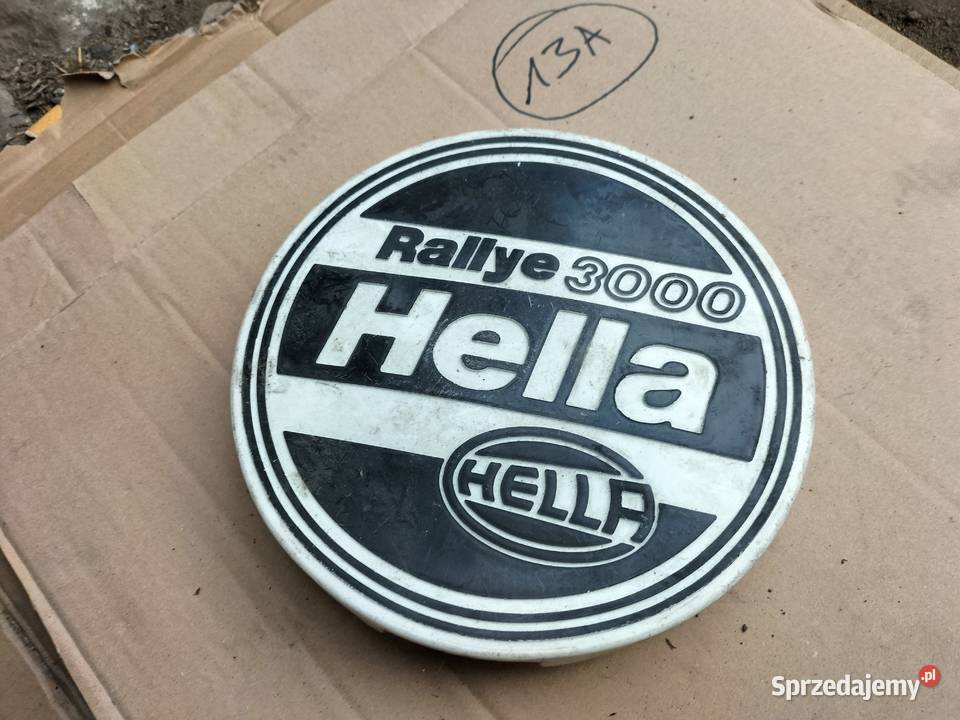 13A
Rallye 3000
Hella
HELLA
Sprzedajemy.pl